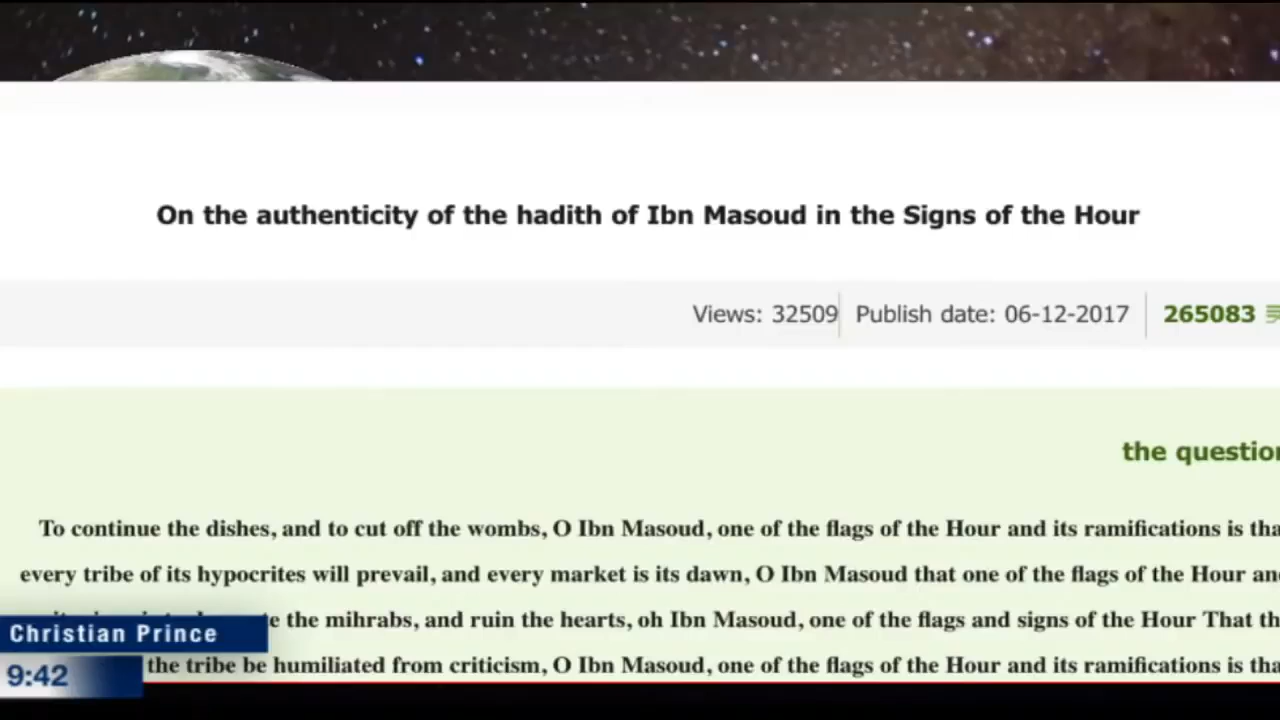 On the authenticity of the hadith of Ibn Masoud in the Signs of the Hour
Views: 32509 Publish date: 06-12-2017 265083
the question
To continue the dishes, and to cut off the wombs, O Ibn Masoud, one of the flags of the Hour and its ramifications is tha
every tribe of its hypocrites will prevail, and every market is its dawn, O Ibn Masoud that one of the flags of the Hour and
the mihrabs, and ruin the hearts, oh Ibn Masoud, one of the flags and signs of the Hour That th
Christian Prince
the tribe be humiliated from criticism, O Ibn Masoud, one of the flags of the Hour and its ramifications is tha
9:42